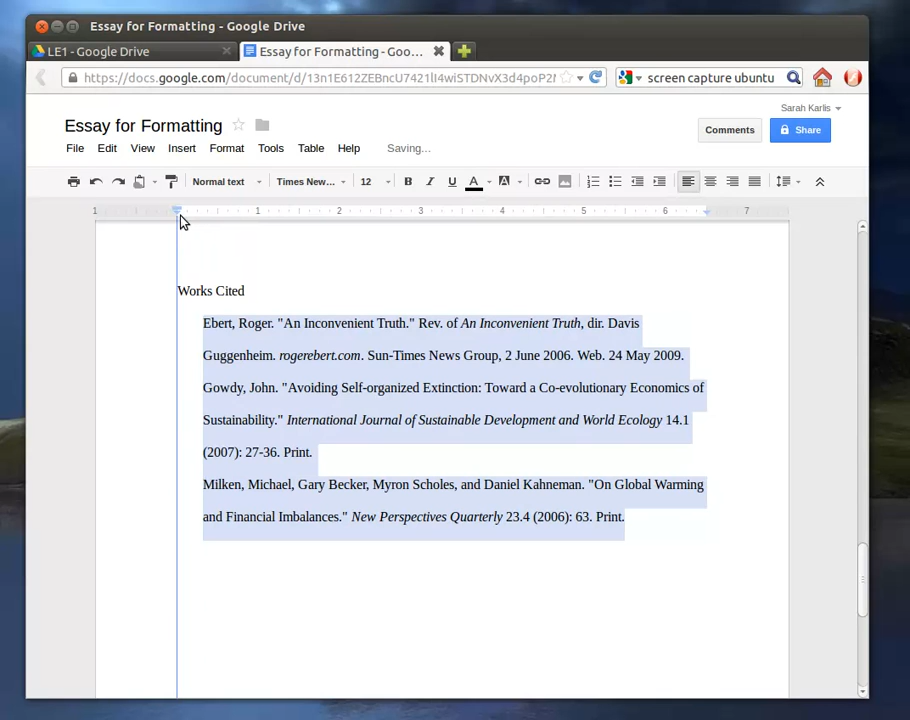 Essay for Formatting - Google Drive
LE1 - Google Drive
Essay for Formatting - Goo...
https://docs.google.com/document/d/13n1E612ZEBncU7421lI4wiSTDNvX3d4poP2
screen capture ubuntu
Sarah Karlis
Essay for Formatting
Comments
Share
File Edit View Insert Format Tools Table Help Saving...
Normal text Times New... 12 B I U A A
1 1 2 3 4 5 6 7
Works Cited
Ebert, Roger. "An Inconvenient Truth." Rev. of An Inconvenient Truth, dir. Davis
Guggenheim. rogerebert.com. Sun-Times News Group, 2 June 2006. Web. 24 May 2009.
Gowdy, John. "Avoiding Self-organized Extinction: Toward a Co-evolutionary Economics of
Sustainability." International Journal of Sustainable Development and World Ecology 14.1
(2007): 27-36. Print.
Milken, Michael, Gary Becker, Myron Scholes, and Daniel Kahneman. "On Global Warming
and Financial Imbalances." New Perspectives Quarterly 23.4 (2006): 63. Print.